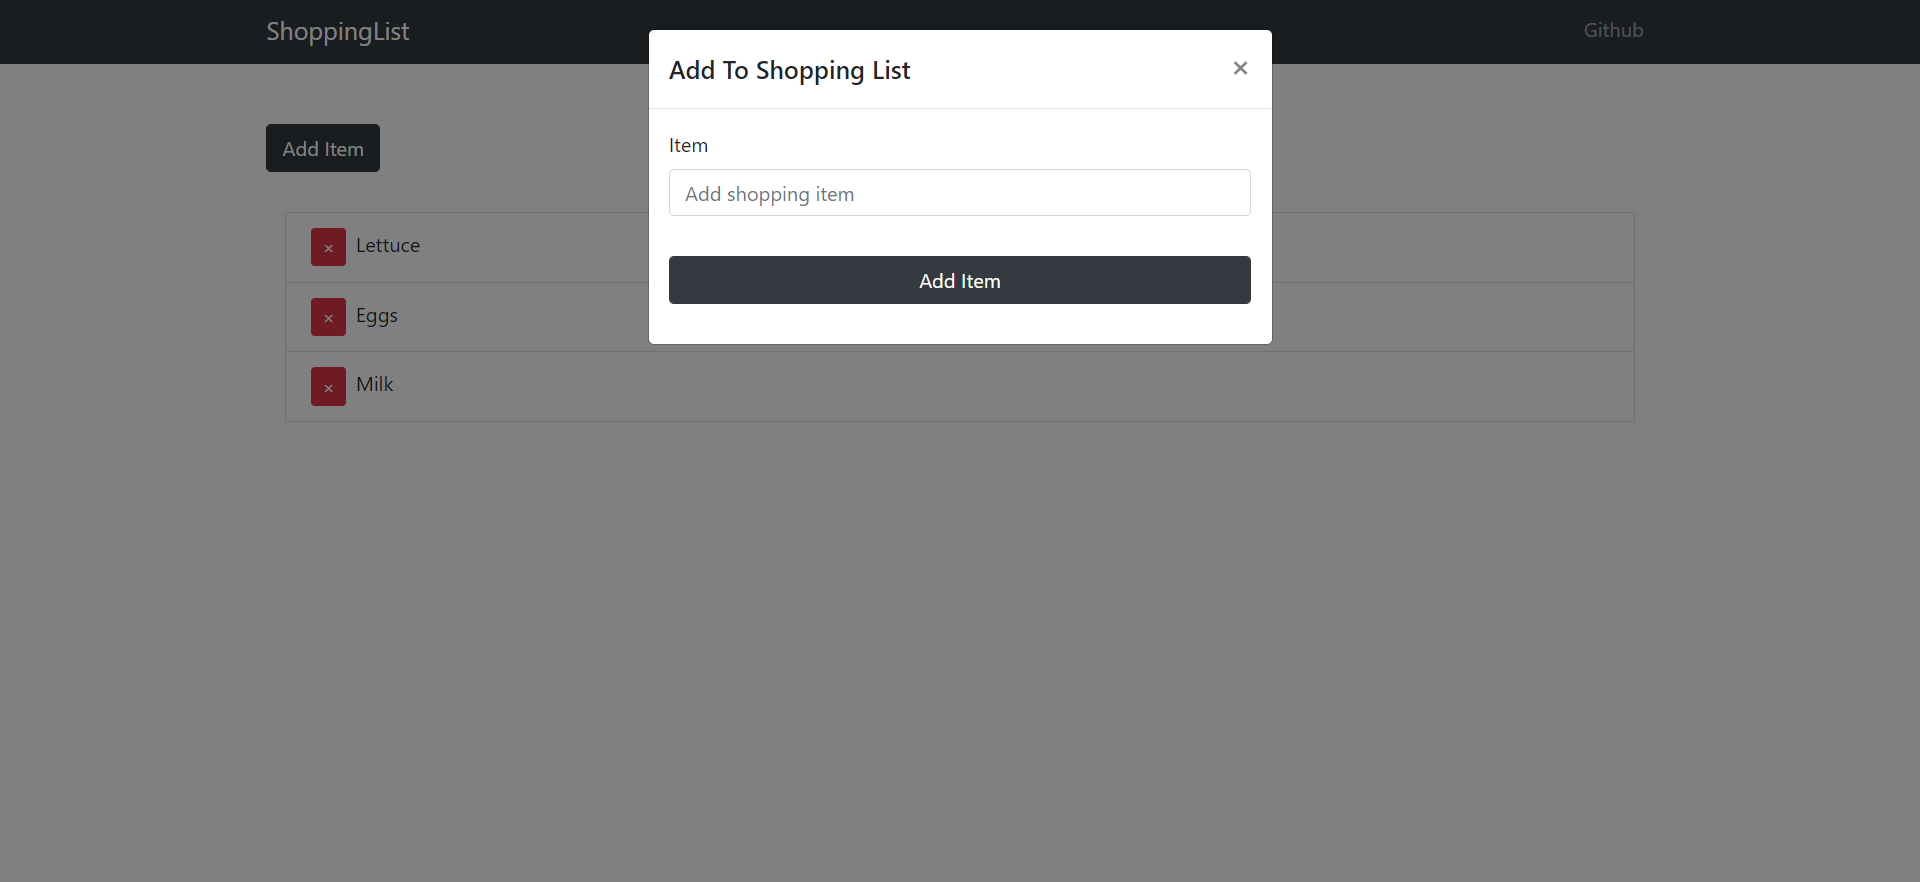 ShoppingList
Github
Add To Shopping List
×
Item
Add shopping item
Add Item
Add Item
× Lettuce
× Eggs
× Milk